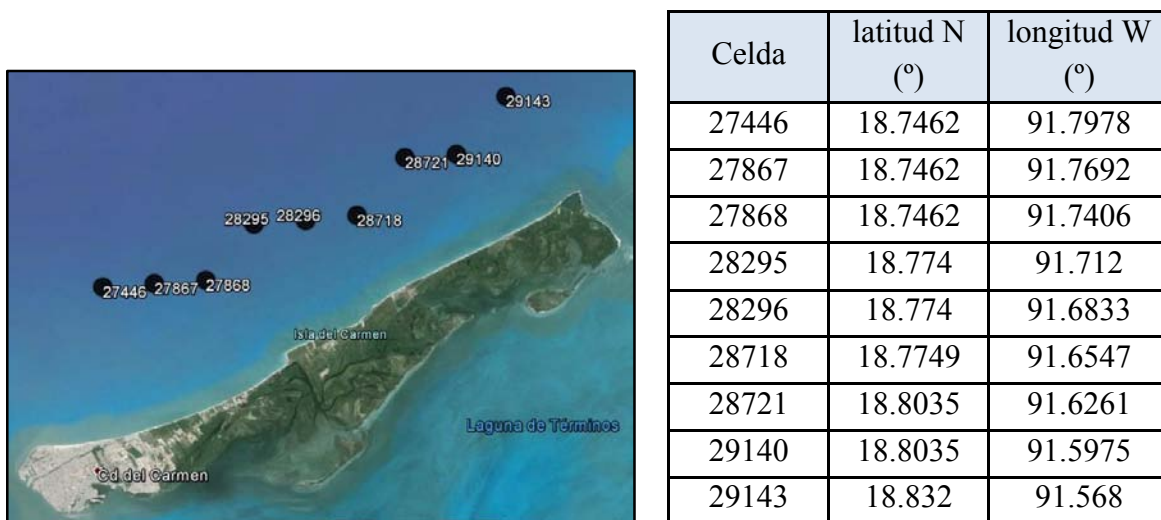 29143
28721 29140
28295 28296 28718
27446 27867 27868
Isla del Carmen
Laguna de Términos
Cd del Carmen
Celda latitud N (º) longitud W (º)
27446 18.7462 91.7978
27867 18.7462 91.7692
27868 18.7462 91.7406
28295 18.774 91.712
28296 18.774 91.6833
28718 18.7749 91.6547
28721 18.8035 91.6261
29140 18.8035 91.5975
29143 18.832 91.568